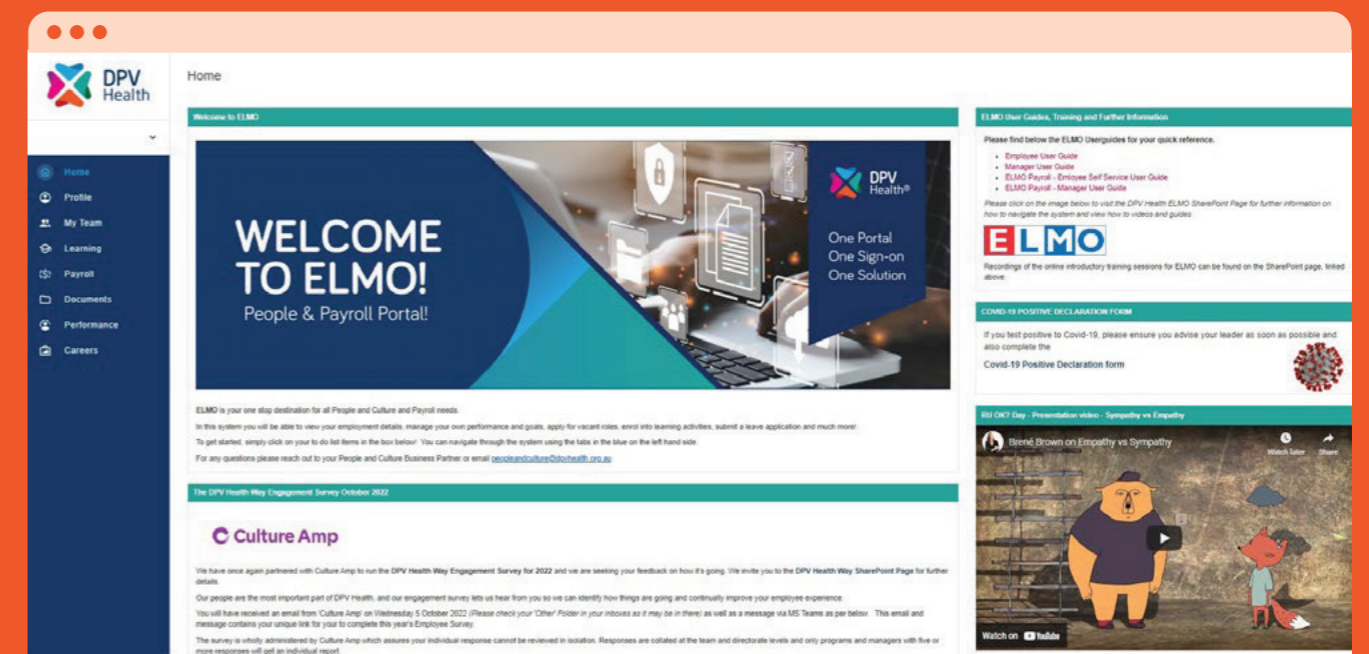 DPV
Health
Home
Profile
My Team
Learning
Payroll
Documents
Performance
Careers
Home
Welcome to ELMO
WELCOME
TO ELMO!
People & Payroll Portal!
DPV
Health®
One Portal
One Sign-on
One Solution
ELMO is your one stop destination for all People and Culture and Payroll needs.
In this system you will be able to view your employment details, manage your own performance and goals, apply for vacant roles, enrol into learning activities, submit a leave application and much more!
To get started, simply click on your to do list items in the box below! You can navigate through the system using the tabs in the blue on the left hand side.
For any questions please reach out to your People and Culture Business Partner or email peopleandculture@dpvhealth.org.au
The DPV Health Way Engagement Survey October 2022
Culture Amp
We have once again partnered with Culture Amp to run the DPV Health Way Engagement Survey for 2022 and we are seeking your feedback on how it's going. We invite you to the DPV Health Way SharePoint Page for further
details.
Our people are the most important part of DPV Health, and our engagement survey lets us hear from you so we can identify how things are going and continually improve your employee experience.
You will have received an email from 'Culture Amp' on Wednesday 5 October 2022 (Please check your 'Other' Folder in your inboxes as it may be in there) as well as a message via MS Teams as per below. This email and
message contains your unique link for your to complete this year's Employee Survey.
The survey is wholly administered by Culture Amp which assures your individual response cannot be reviewed in isolation. Responses are collated at the team and directorate levels and only programs and managers with five or
more responses will get an individual report.
ELMO User Guides, Training and Further Information
Please find below the ELMO Userguides for your quick reference.
Employee User Guide
Manager User Guide
ELMO Payroll - Emloyee Self Service User Guide
ELMO Payroll - Manager User Guide
Please click on the image below to visit the DPV Health ELMO SharePoint Page for further information on
how to navigate the system and view how to videos and guides.
ELMO
Recordings of the online introductory training sessions for ELMO can be found on the SharePoint page, linked
above.
COVID-19 POSITIVE DECLARATION FORM
If you test positive to Covid-19, please ensure you advise your leader as soon as possible and
also complete the
Covid-19 Positive Declaration form
RU OK? Day - Presentation video - Sympathy vs Empathy
Brené Brown on Empathy vs Sympathy
Watch later
Share
Watch on YouTube